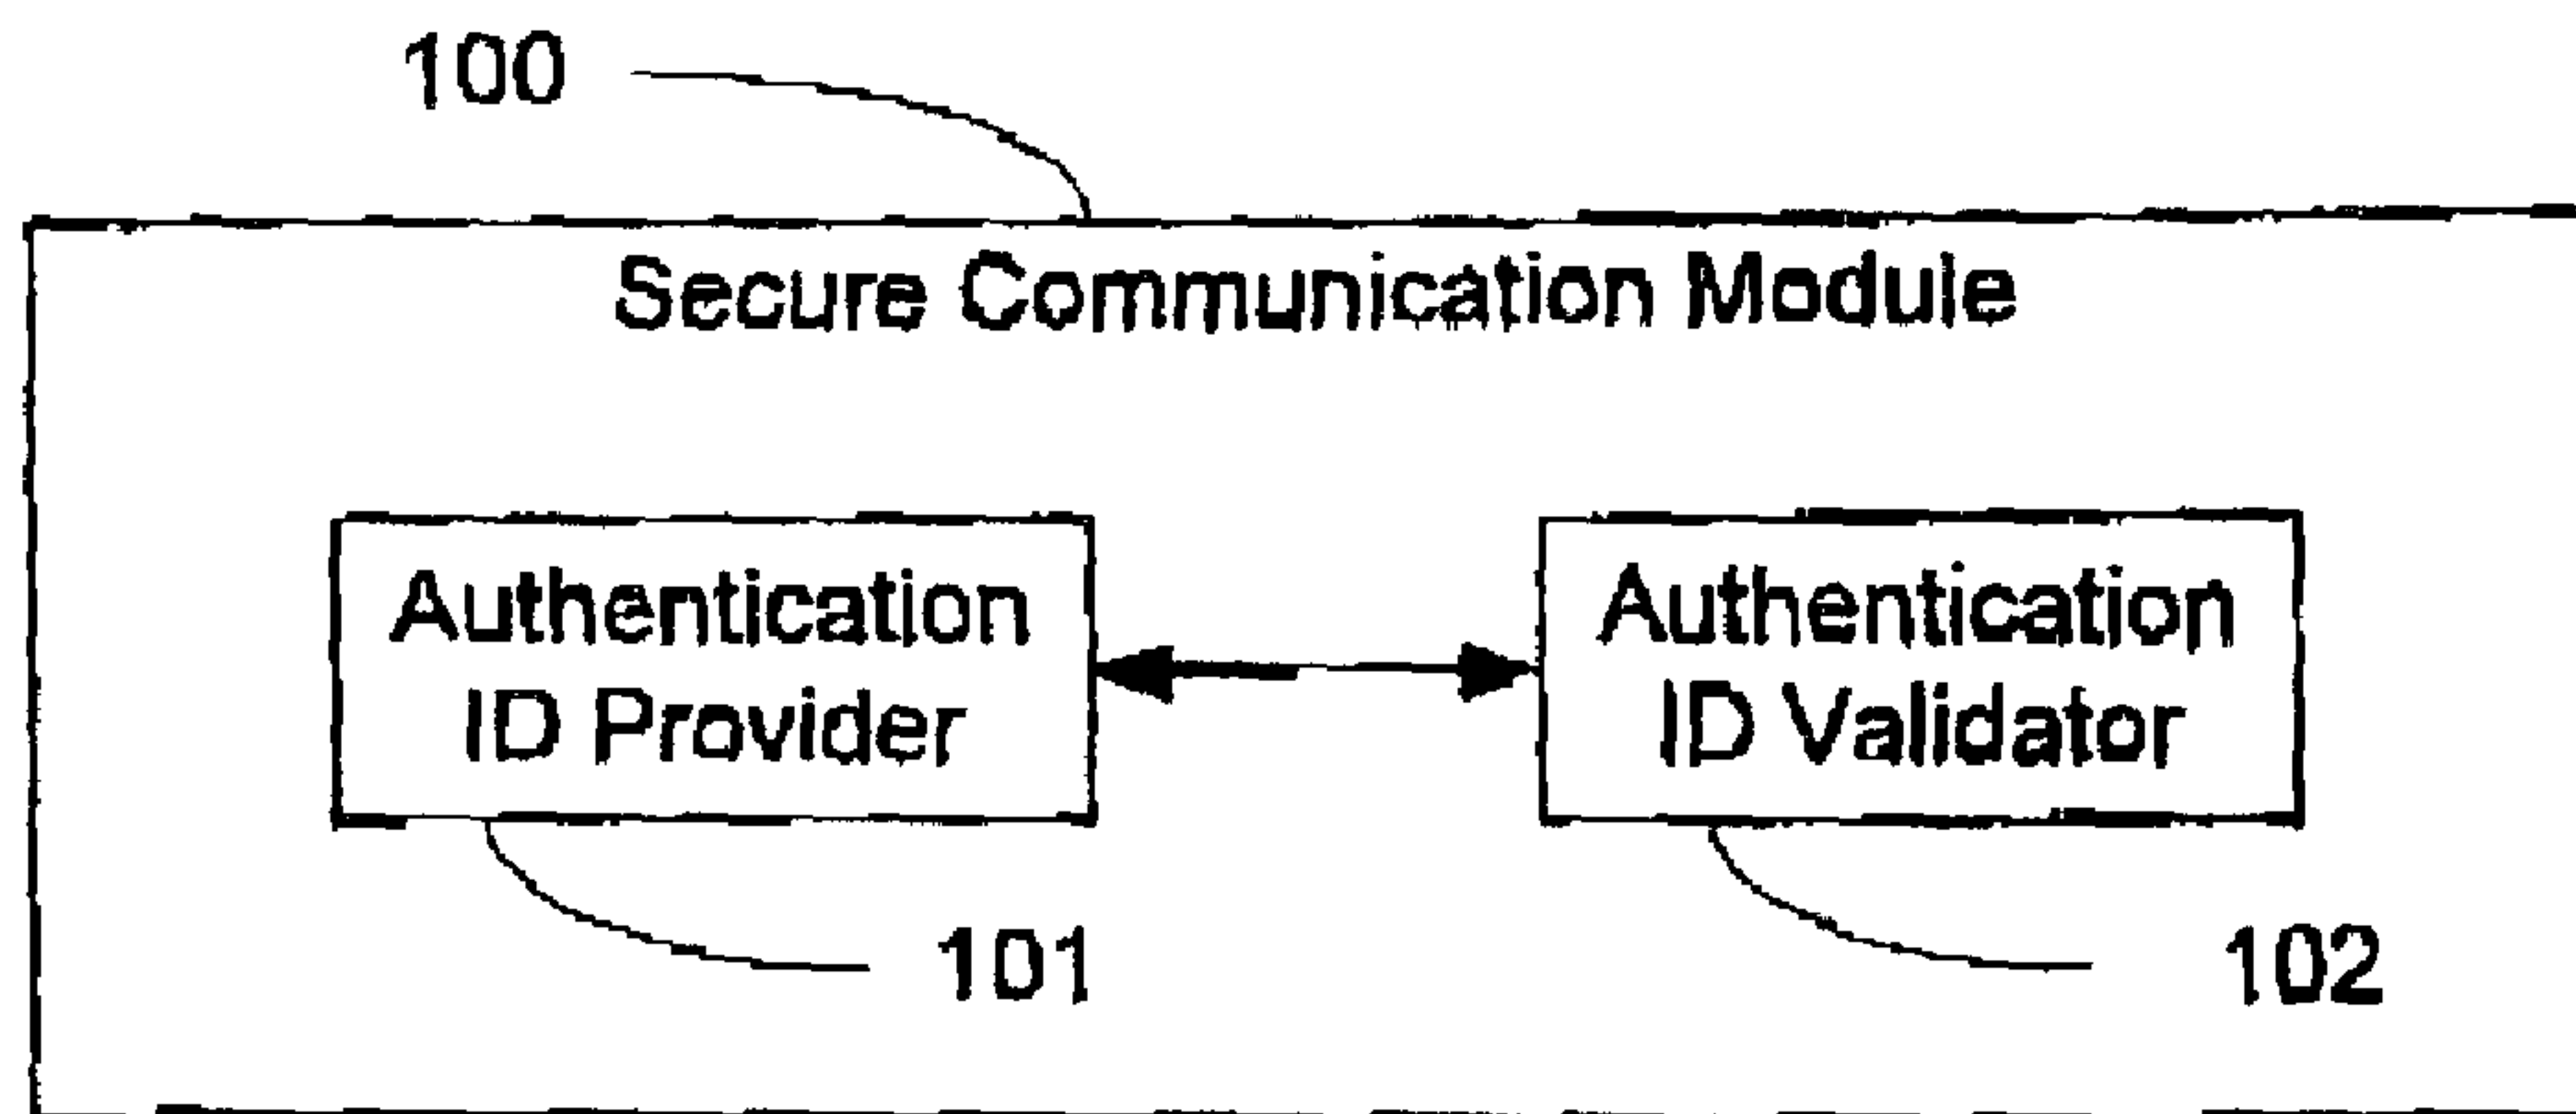 100
Secure Communication Module
Authentication
ID Provider
Authentication
ID Validator
101
102